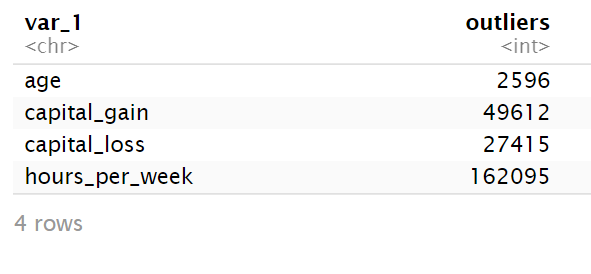 var_1 outliers
<chr> <int>
age 2596
capital_gain 49612
capital_loss 27415
hours_per_week 162095
4 rows